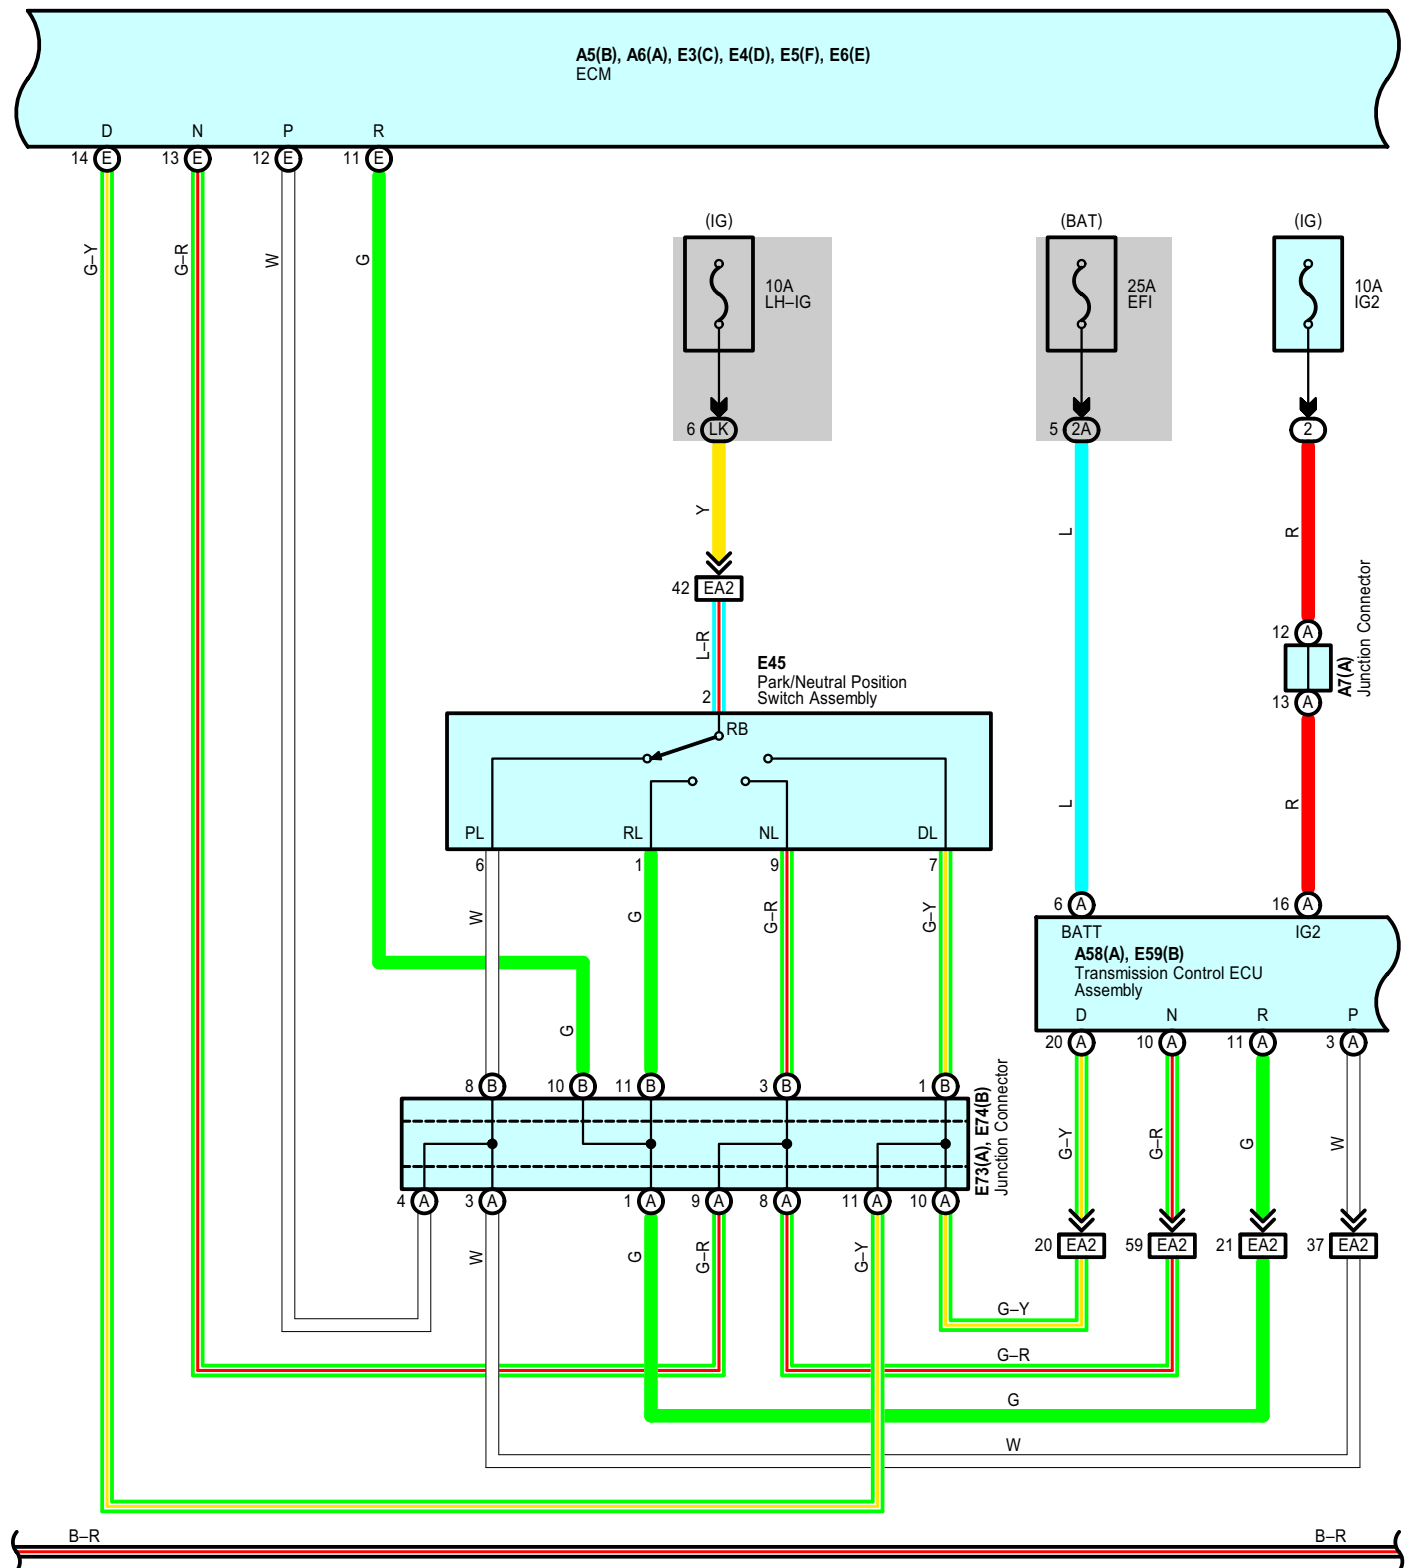 A5(B), A6(A), E3(C), E4(D), E5(F), E6(E)
ECM
D N P R
14 E 13 E 12 E 11 E
G–Y G–R W G
(IG) (BAT) (IG)
10A
LH–IG
25A
EFI
10A
IG2
6 LK 5 2A 2
Y L R
42 EA2
L–R
12 A
A7(A)
Junction Connector
13 A
E45
Park/Neutral Position
Switch Assembly
2
RB
L R
PL RL NL DL
6 1 9 7
W G G–R G–Y
6 A 16 A
BATT IG2
A58(A), E59(B)
Transmission Control ECU
Assembly
D N R P
20 A 10 A 11 A 3 A
G
8 B 10 B 11 B 3 B 1 B
E73(A), E74(B)
Junction Connector
G–Y G–R G W
4 A 3 A 1 A 9 A 8 A 11 A 10 A
W G G–R G–Y
20 EA2 59 EA2 21 EA2 37 EA2
G–Y
G–R
G
W
B–R B–R